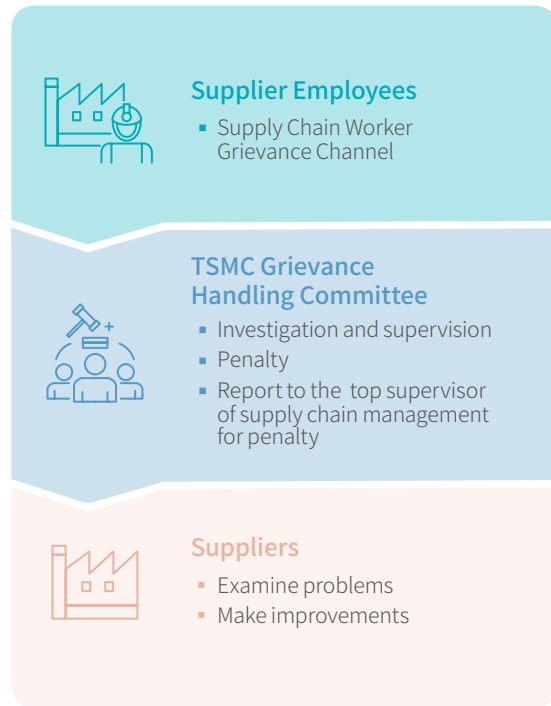 Supplier Employees
▪ Supply Chain Worker
Grievance Channel
TSMC Grievance
Handling Committee
▪ Investigation and supervision
▪ Penalty
▪ Report to the top supervisor
of supply chain management
for penalty
Suppliers
▪ Examine problems
▪ Make improvements